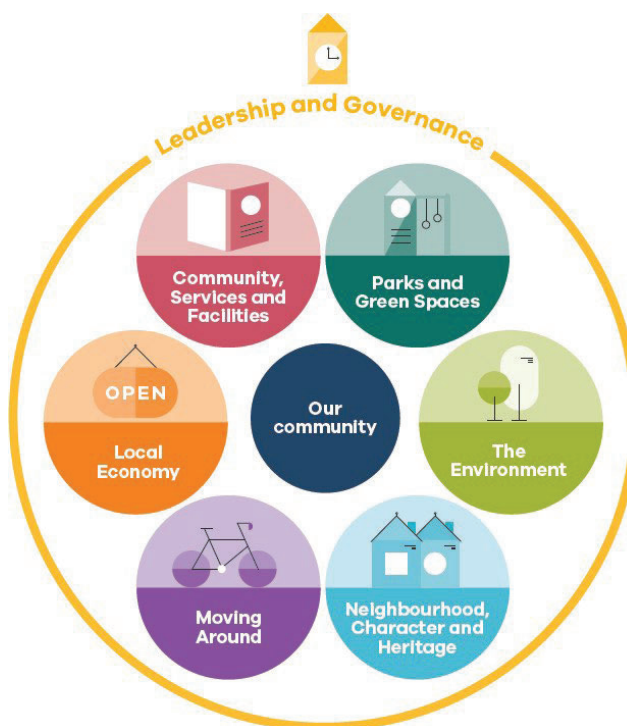 Leadership and Governance
Community,
Services and
Facilities
Parks and
Green Spaces
OPEN
Local
Economy
Our
community
The
Environment
Moving
Around
Neighbourhood,
Character and
Heritage